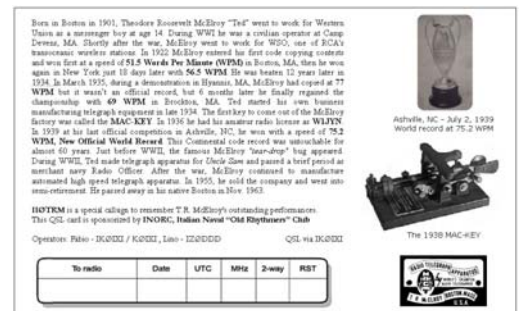 Born in Boston in 1901, Theodore Roosevelt McElroy "Ted" went to work for Western
Union as a messenger boy at age 14. During WWI he was a civilian operator at Camp
Devens, MA. Shortly after the war, McElroy went to work for WSO, one of RCA's
transoceanic wireless stations. In 1922 McElroy entered his first code copying contests
and won first at a speed of 51.5 Words Per Minute (WPM) in Boston, MA, then he won
again in New York just 18 days later with 56.5 WPM. He was beaten 12 years later in
1934. In March 1935, during a demonstration in Hyannis, MA, McElroy had copied at 77
WPM but it wasn't an official record, but 6 months later he finally regained the
championship with 69 WPM in Brockton, MA. Ted started his own business
manufacturing telegraph equipment in late 1934. The first key to come out of the McElroy
factory was called the MAC-KEY. In 1936 he had his amateur radio license as W1JYN.
In 1939 at his last official competition in Ashville, NC, he won with a speed of 75.2
WPM, New Official World Record. This Continental code record was untouchable for
almost 60 years. Just before WWII, the famous McElroy "tear-drop" bug appeared.
During WWII, Ted made telegraph apparatus for Uncle Sam and passed a brief period as
merchant navy Radio Officer. After the war, McElroy continued to manufacture
automated high speed telegraph apparatus. In 1955, he sold the company and went into
semi-retirement. He passed away in his native Boston in Nov. 1963.
II0TRM is a special callsign to remember T.R. McElroy's outstanding performances.
This QSL card is sponsorized by INORC, Italian Naval "Old Rhythmers" Club
Operators: Fabio - IKØIXI / KØIXI, Lino - IZØDDD QSL via IKØIXI
To radio Date UTC MHz 2-way RST
Ashville, NC - July 2, 1939
World record at 75.2 WPM
The 1938 MAC-KEY
RADIO TELEGRAPH APPARATUS
T. R. McELROY BOSTON MASS
U.S.A.